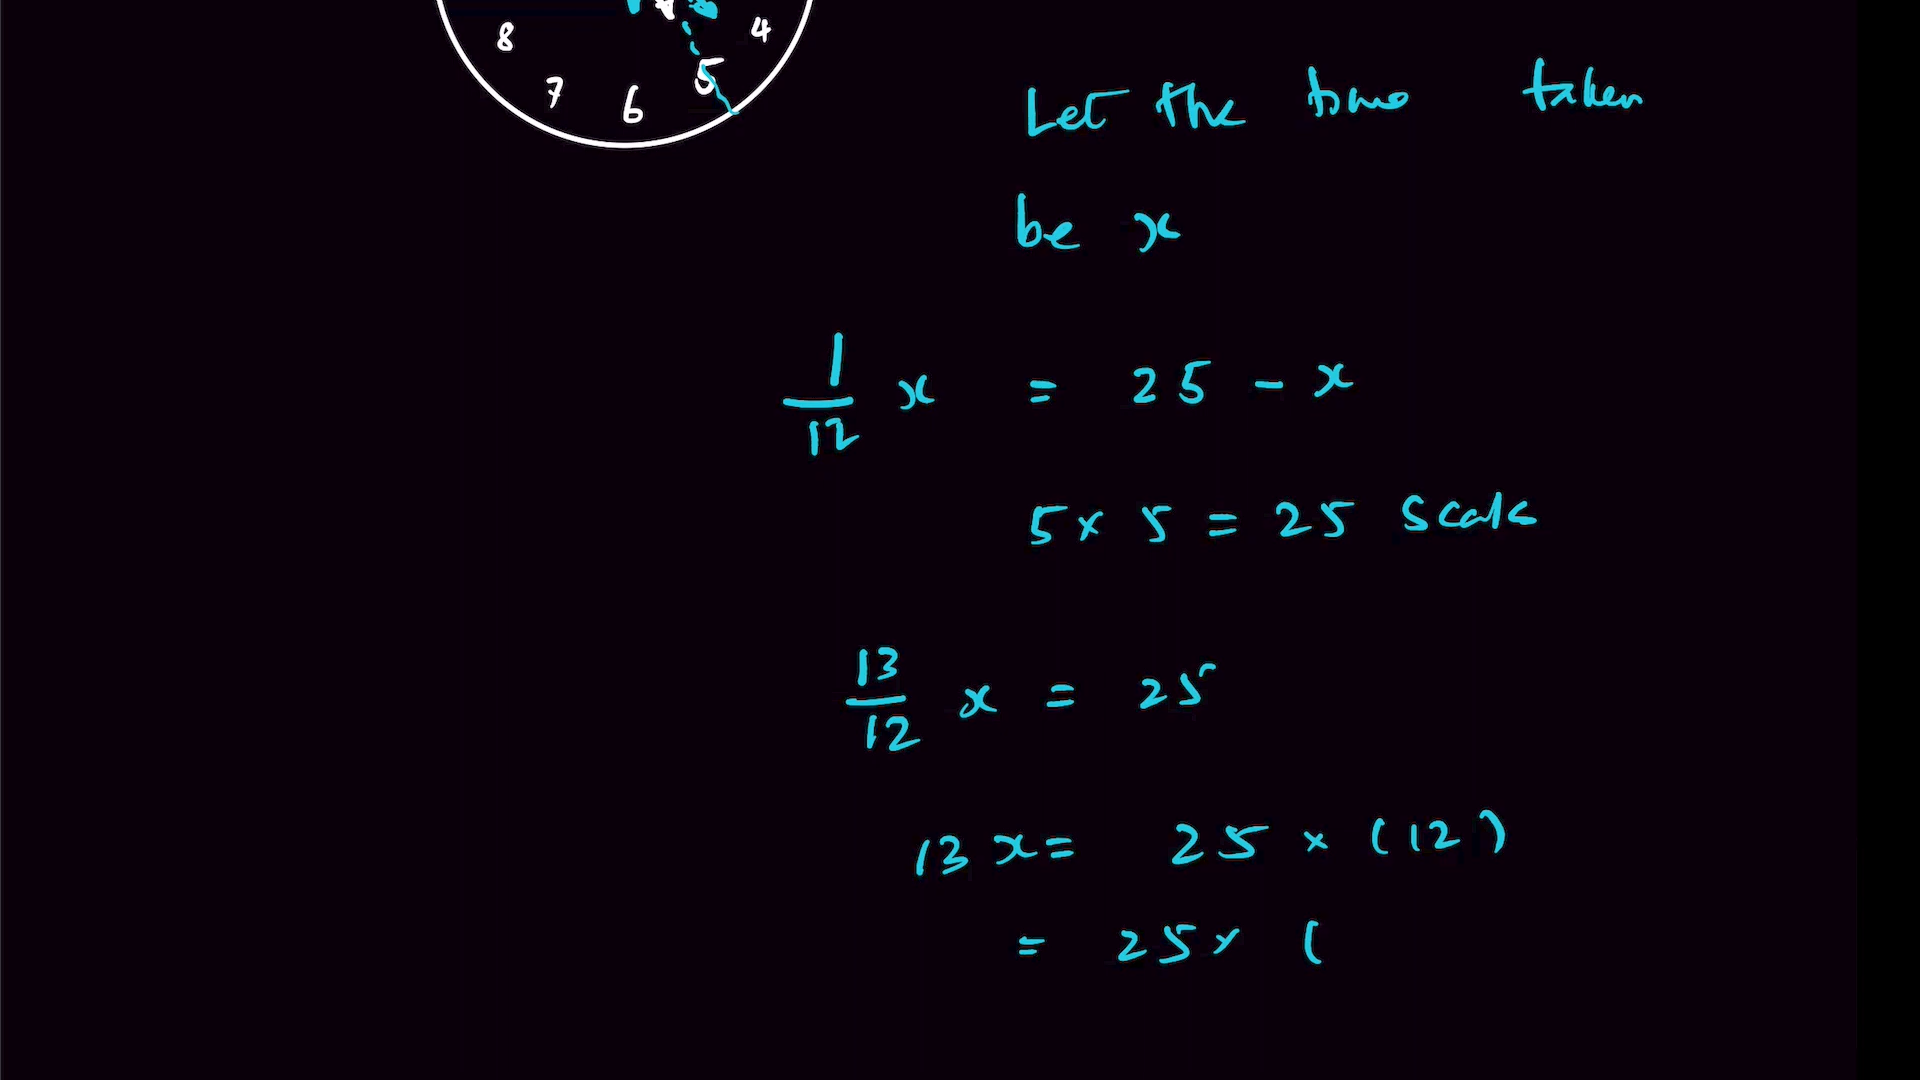 8 4
7 5
6
Let the time taken
be x
1/12 x = 25 - x
5 x 5 = 25 scale
13/12 x = 25
13 x = 25 x (12)
= 25 x (